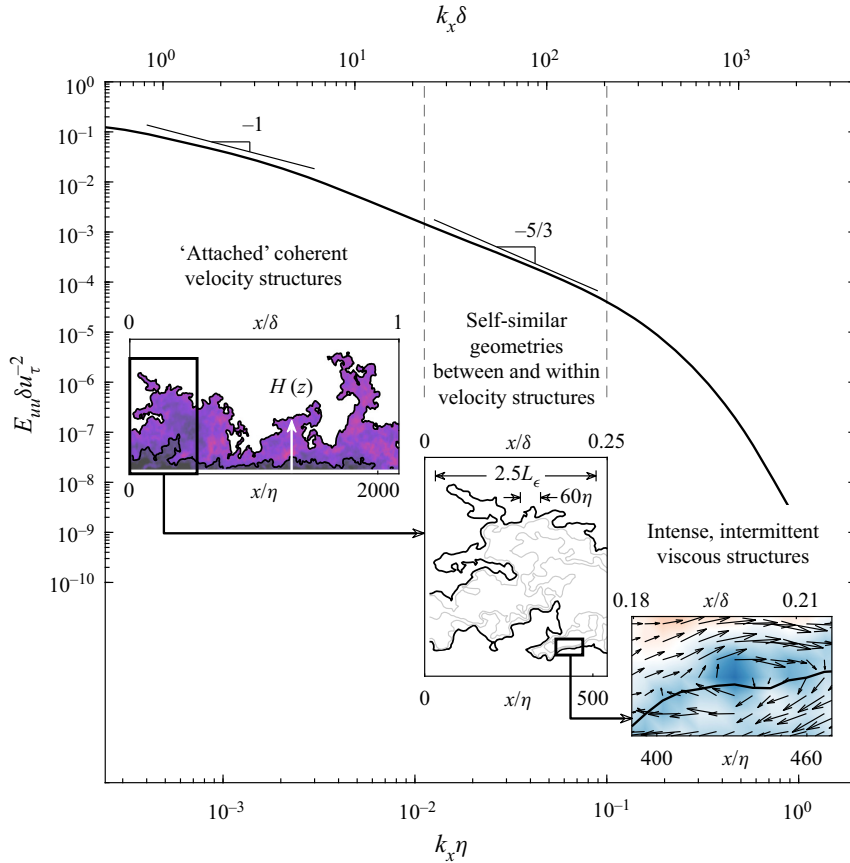 k_xδ
10^0 10^1 10^2 10^3
10^0
10^–1
10^–2
10^–3
10^–4
10^–5
10^–6
10^–7
10^–8
10^–9
10^–10
E_uu δu_τ^–2
–1
–5/3
‘Attached’ coherent
velocity structures
0 x/δ 1
H (z)
0 x/η 2000
Self-similar
geometries
between and within
velocity structures
0 x/δ 0.25
2.5L_ϵ
60η
0 x/η 500
Intense, intermittent
viscous structures
0.18 x/δ 0.21
400 x/η 460
10^–3 10^–2 10^–1 10^0
k_xη